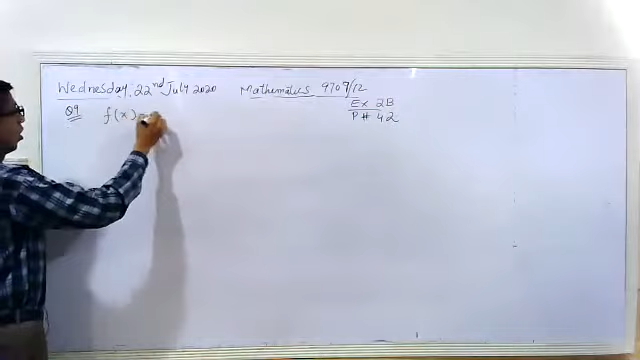 Wednesday, 22nd July 2020 Mathematics 9709/12
Ex 2B
P# 42
Q9 f(x) =